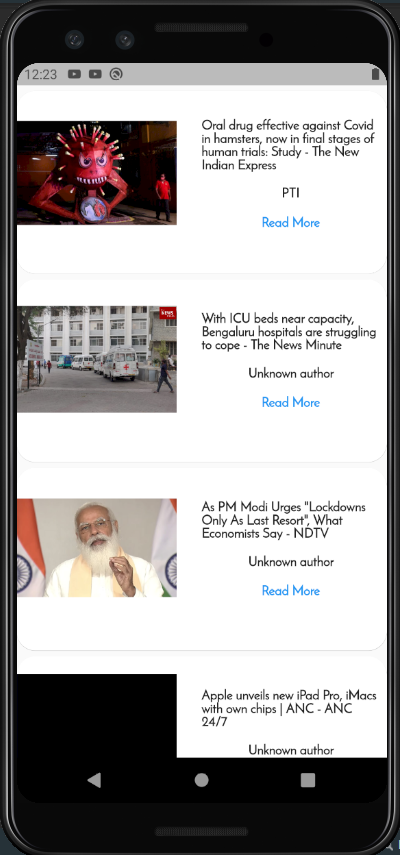 12:23
Oral drug effective against Covid
in hamsters, now in final stages of
human trials: Study - The New
Indian Express
PTI
Read More
NEWS
With ICU beds near capacity,
Bengaluru hospitals are struggling
to cope - The News Minute
Unknown author
Read More
As PM Modi Urges "Lockdowns
Only As Last Resort", What
Economists Say - NDTV
Unknown author
Read More
Apple unveils new iPad Pro, iMacs
with own chips | ANC - ANC
24/7
Unknown author